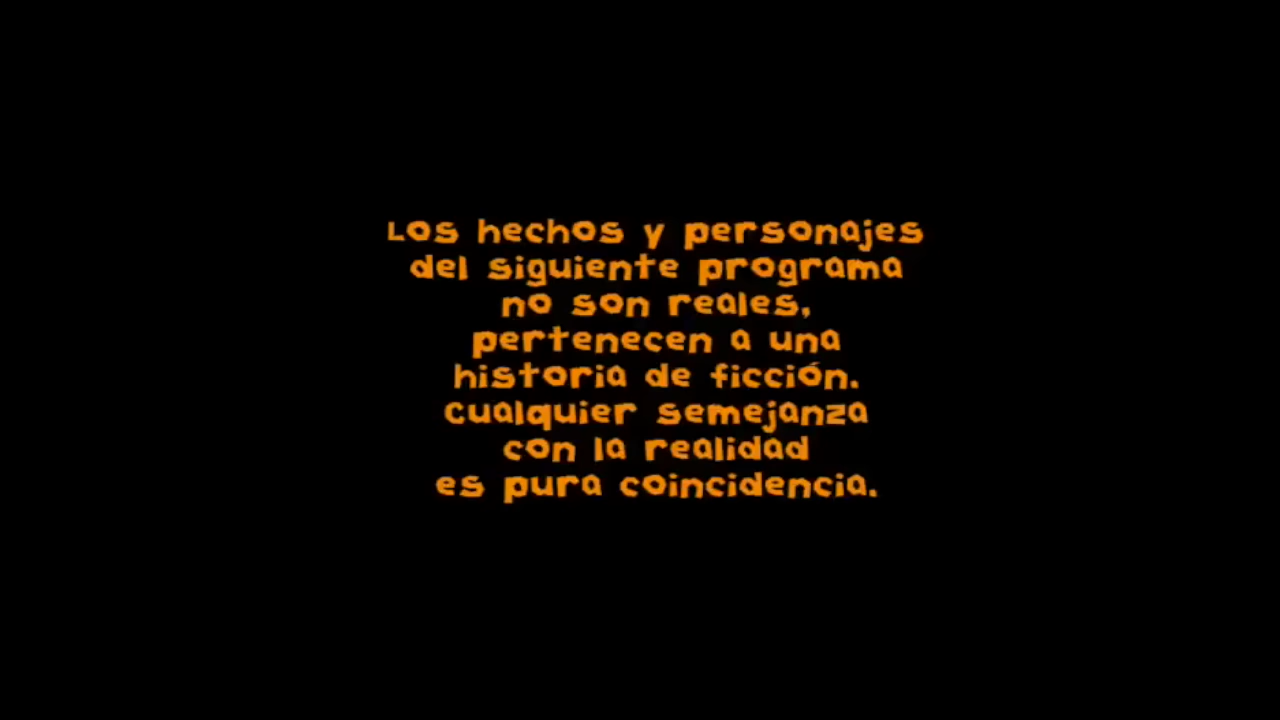 Los hechos y personajes
del siguiente programa
no son reales,
pertenecen a una
historia de ficción.
cualquier semejanza
con la realidad
es pura coincidencia.